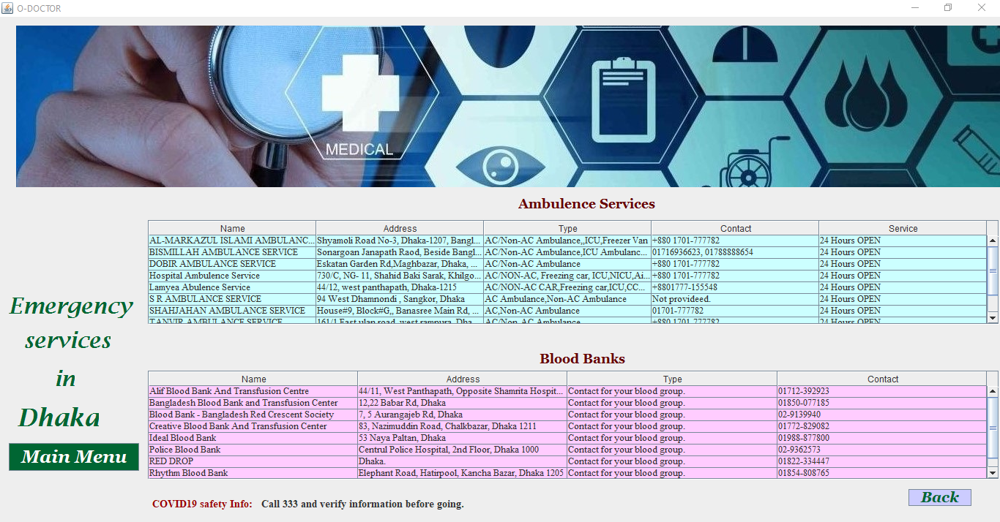 O-DOCTOR
MEDICAL
Ambulence Services
Name Address Type Contact Service
AL-MARKAZUL ISLAMI AMBULANC... Shyamoli Road No-3, Dhaka-1207, Bangl... AC/Non-AC Ambulance,,ICU,Freezer Van +880 1701-777782 24 Hours OPEN
BISMILLAH AMBULANCE SERVICE Sonargoan Janapath Raod, Beside Bangl... AC/Non-AC Ambulance,ICU Ambulanc... 01716936623, 01788888654 24 Hours OPEN
DOBIR AMBULANCE SERVICE Eskatan Garden Rd,Maghbazar, Dhaka, ... AC/Non-AC Ambulance +880 1701-777782 24 Hours OPEN
Hospital Ambulence Service 730/C, NG- 11, Shahid Baki Sarak, Khilgo... AC/NON-AC, Freezing car, ICU,NICU,Ai... +880 1701-777782 24 Hours OPEN
Lamyea Abulence Service 44/12, west panthapath, Dhaka-1215 AC/NON-AC CAR,Freezing car,ICU,CC... +8801777-155548 24 Hours OPEN
S R AMBULANCE SERVICE 94 West Dhamnondi , Sangkor, Dhaka AC Ambulance,Non-AC Ambulance Not provideed. 24 Hours OPEN
SHAHJAHAN AMBULANCE SERVICE House#9, Block#G,, Banasree Main Rd, ... AC,Non-AC Ambulance 01701-777782 24 Hours OPEN
TANVIR AMBULANCE SERVICE 161/1 East ulan road, west rampura, Dha... AC/Non-AC Ambulance +880 1701-777782 24 Hours OPEN
Emergency
services
in
Dhaka
Main Menu
Blood Banks
Name Address Type Contact
Alif Blood Bank And Transfusion Centre 44/11, West Panthapath, Opposite Shamrita Hospit... Contact for your blood group. 01712-392923
Bangladesh Blood Bank and Transfusion Center 12,22 Babar Rd, Dhaka Contact for your blood group. 01850-077185
Blood Bank - Bangladesh Red Crescent Society 7, 5 Aurangajeb Rd, Dhaka Contact for your blood group. 02-9139940
Creative Blood Bank And Transfusion Center 83, Nazimuddin Road, Chalkbazar, Dhaka 1211 Contact for your blood group. 01772-829082
Ideal Blood Bank 53 Naya Paltan, Dhaka Contact for your blood group. 01988-877800
Police Blood Bank Centrul Police Hospital, 2nd Floor, Dhaka 1000 Contact for your blood group. 02-9362573
RED DROP Dhaka. Contact for your blood group. 01822-334447
Rhythm Blood Bank Elephant Road, Hatirpool, Kancha Bazar, Dhaka 1205 Contact for your blood group. 01854-808765
COVID19 safety Info: Call 333 and verify information before going.
Back